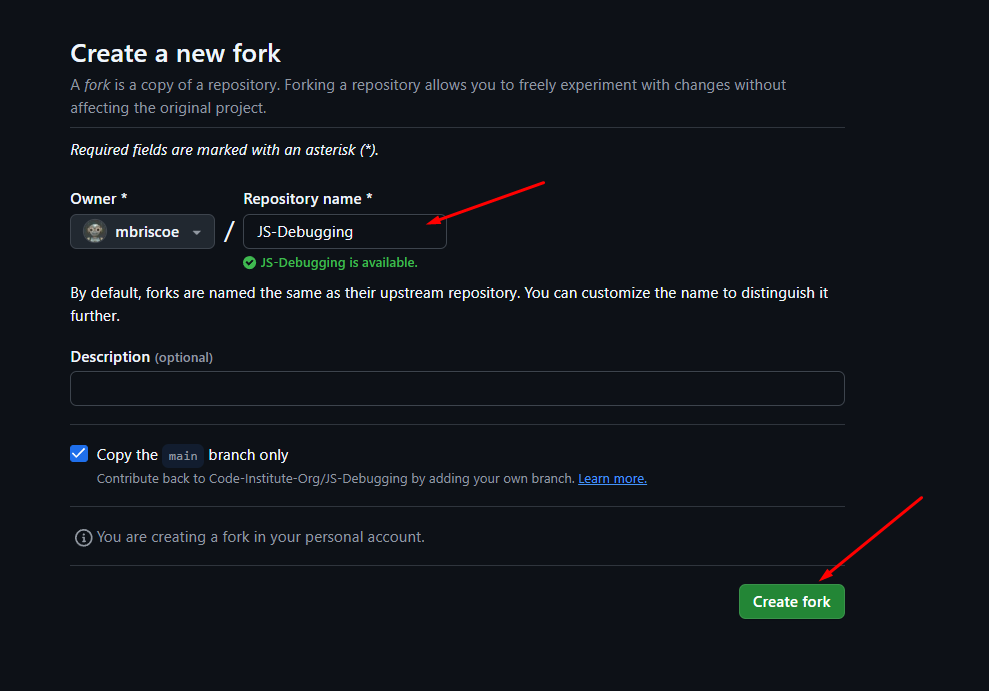 Create a new fork
A fork is a copy of a repository. Forking a repository allows you to freely experiment with changes without
affecting the original project.
Required fields are marked with an asterisk (*).
Owner * Repository name *
mbriscoe / JS-Debugging
JS-Debugging is available.
By default, forks are named the same as their upstream repository. You can customize the name to distinguish it
further.
Description (optional)
Copy the main branch only
Contribute back to Code-Institute-Org/JS-Debugging by adding your own branch. Learn more.
You are creating a fork in your personal account.
Create fork